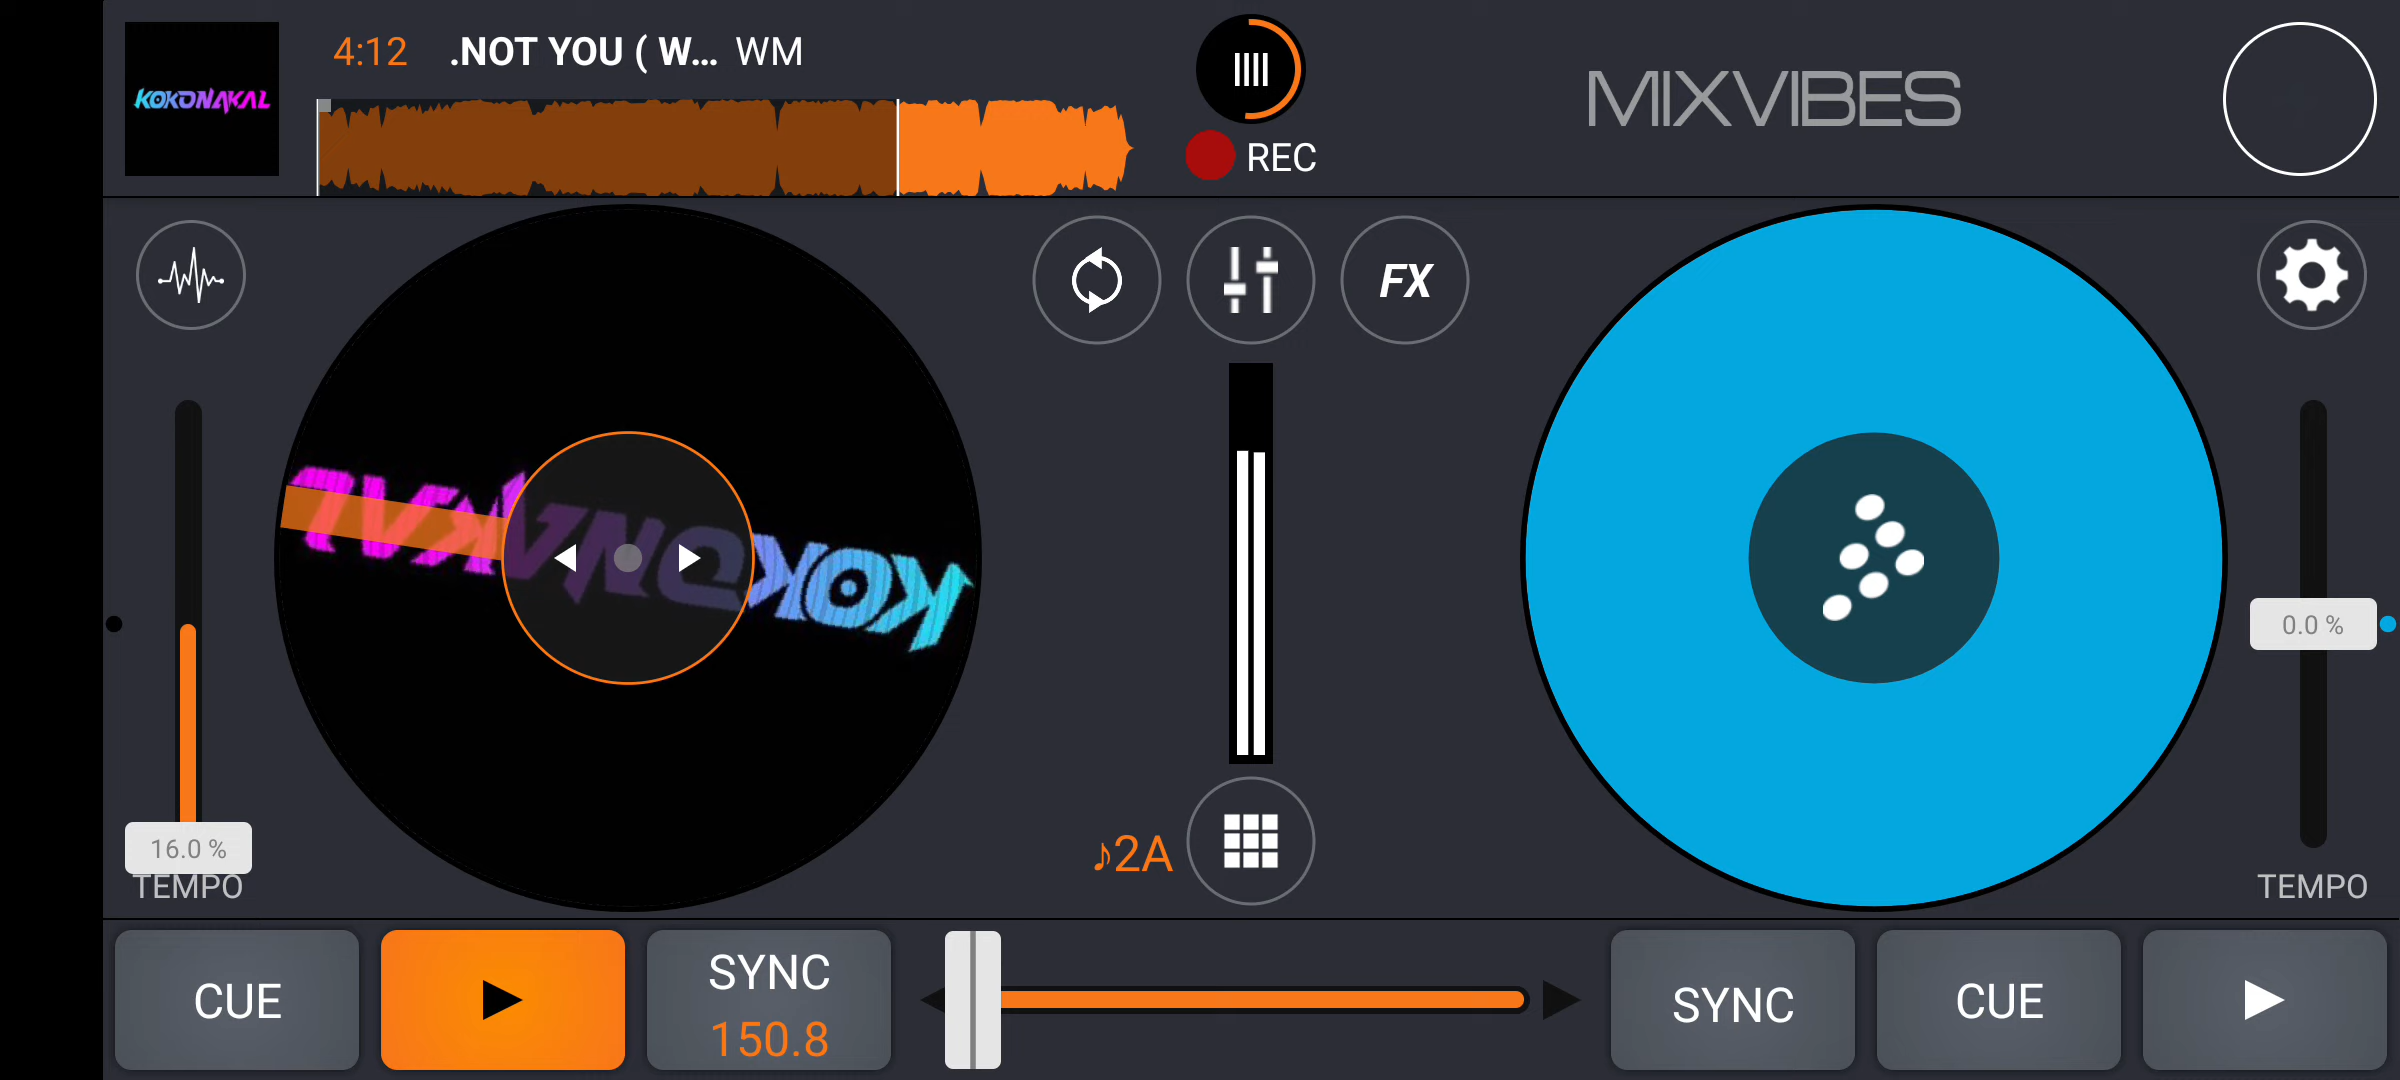 4:12 .NOT YOU ( W... WM
KOKONAKAL
REC
MIXVIBES
FX
KOKONAKAL
16.0 %
TEMPO
0.0 %
TEMPO
♪2A
CUE
SYNC
150.8
SYNC
CUE